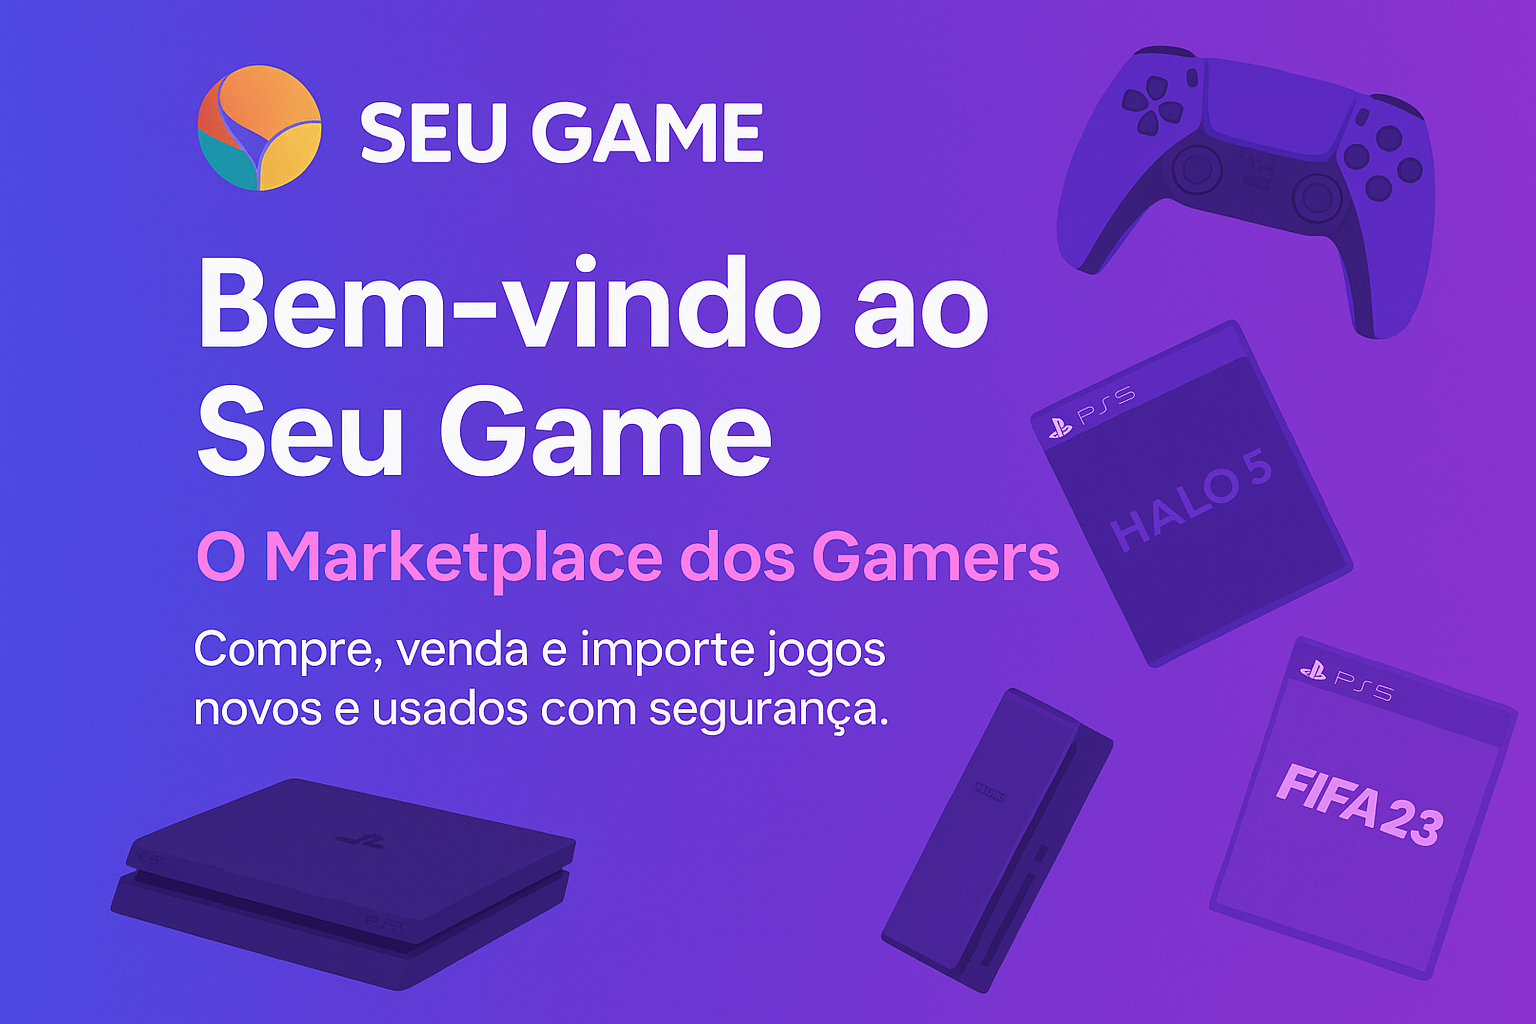 SEU GAME
Bem-vindo ao
Seu Game
O Marketplace dos Gamers
Compre, venda e importe jogos
novos e usados com segurança.
PS5
HALO 5
PS5
FIFA 23